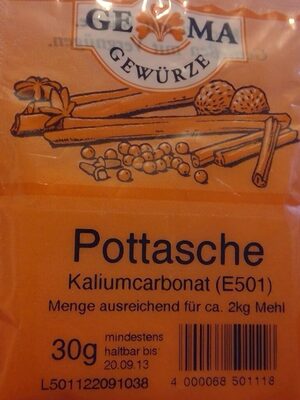 GE MA
GEWÜRZE
Pottasche
Kaliumcarbonat (E501)
Menge ausreichend für ca. 2kg Mehl
30g
mindestens
haltbar bis
20.09.13
L501122091038
4 000068 501118